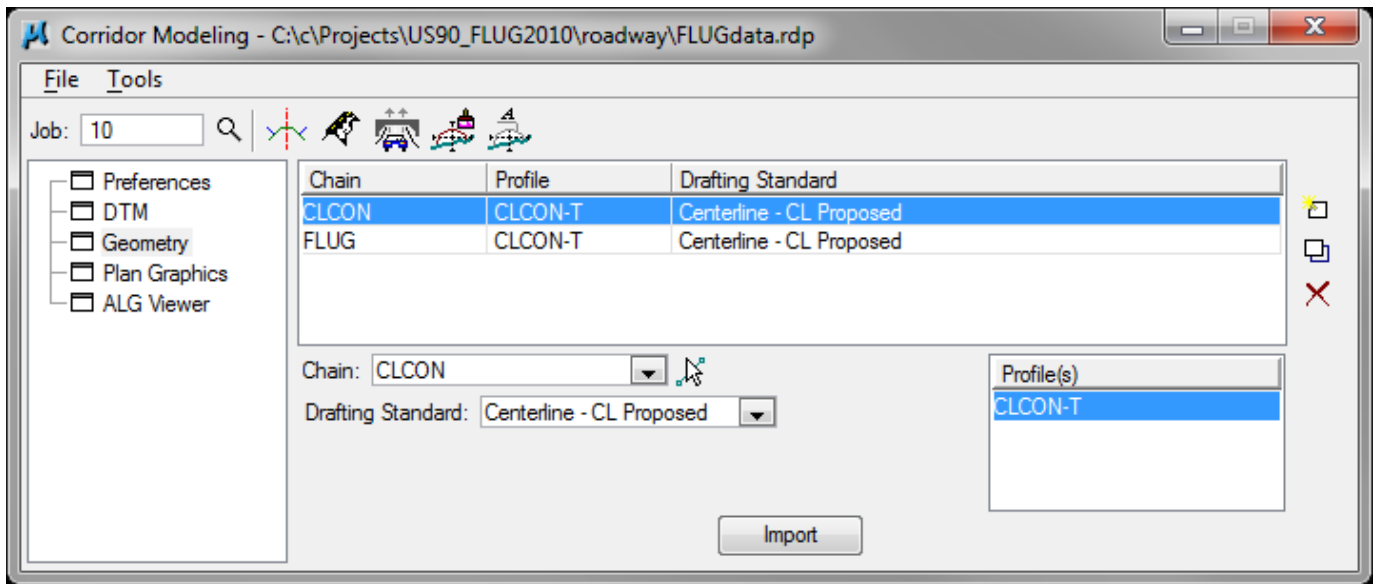 Corridor Modeling - C:\c\Projects\US90_FLUG2010\roadway\FLUGdata.rdp
File Tools
Job: 10
Preferences
DTM
Geometry
Plan Graphics
ALG Viewer
Chain Profile Drafting Standard
CLCON CLCON-T Centerline - CL Proposed
FLUG CLCON-T Centerline - CL Proposed
Chain: CLCON
Drafting Standard: Centerline - CL Proposed
Profile(s)
CLCON-T
Import